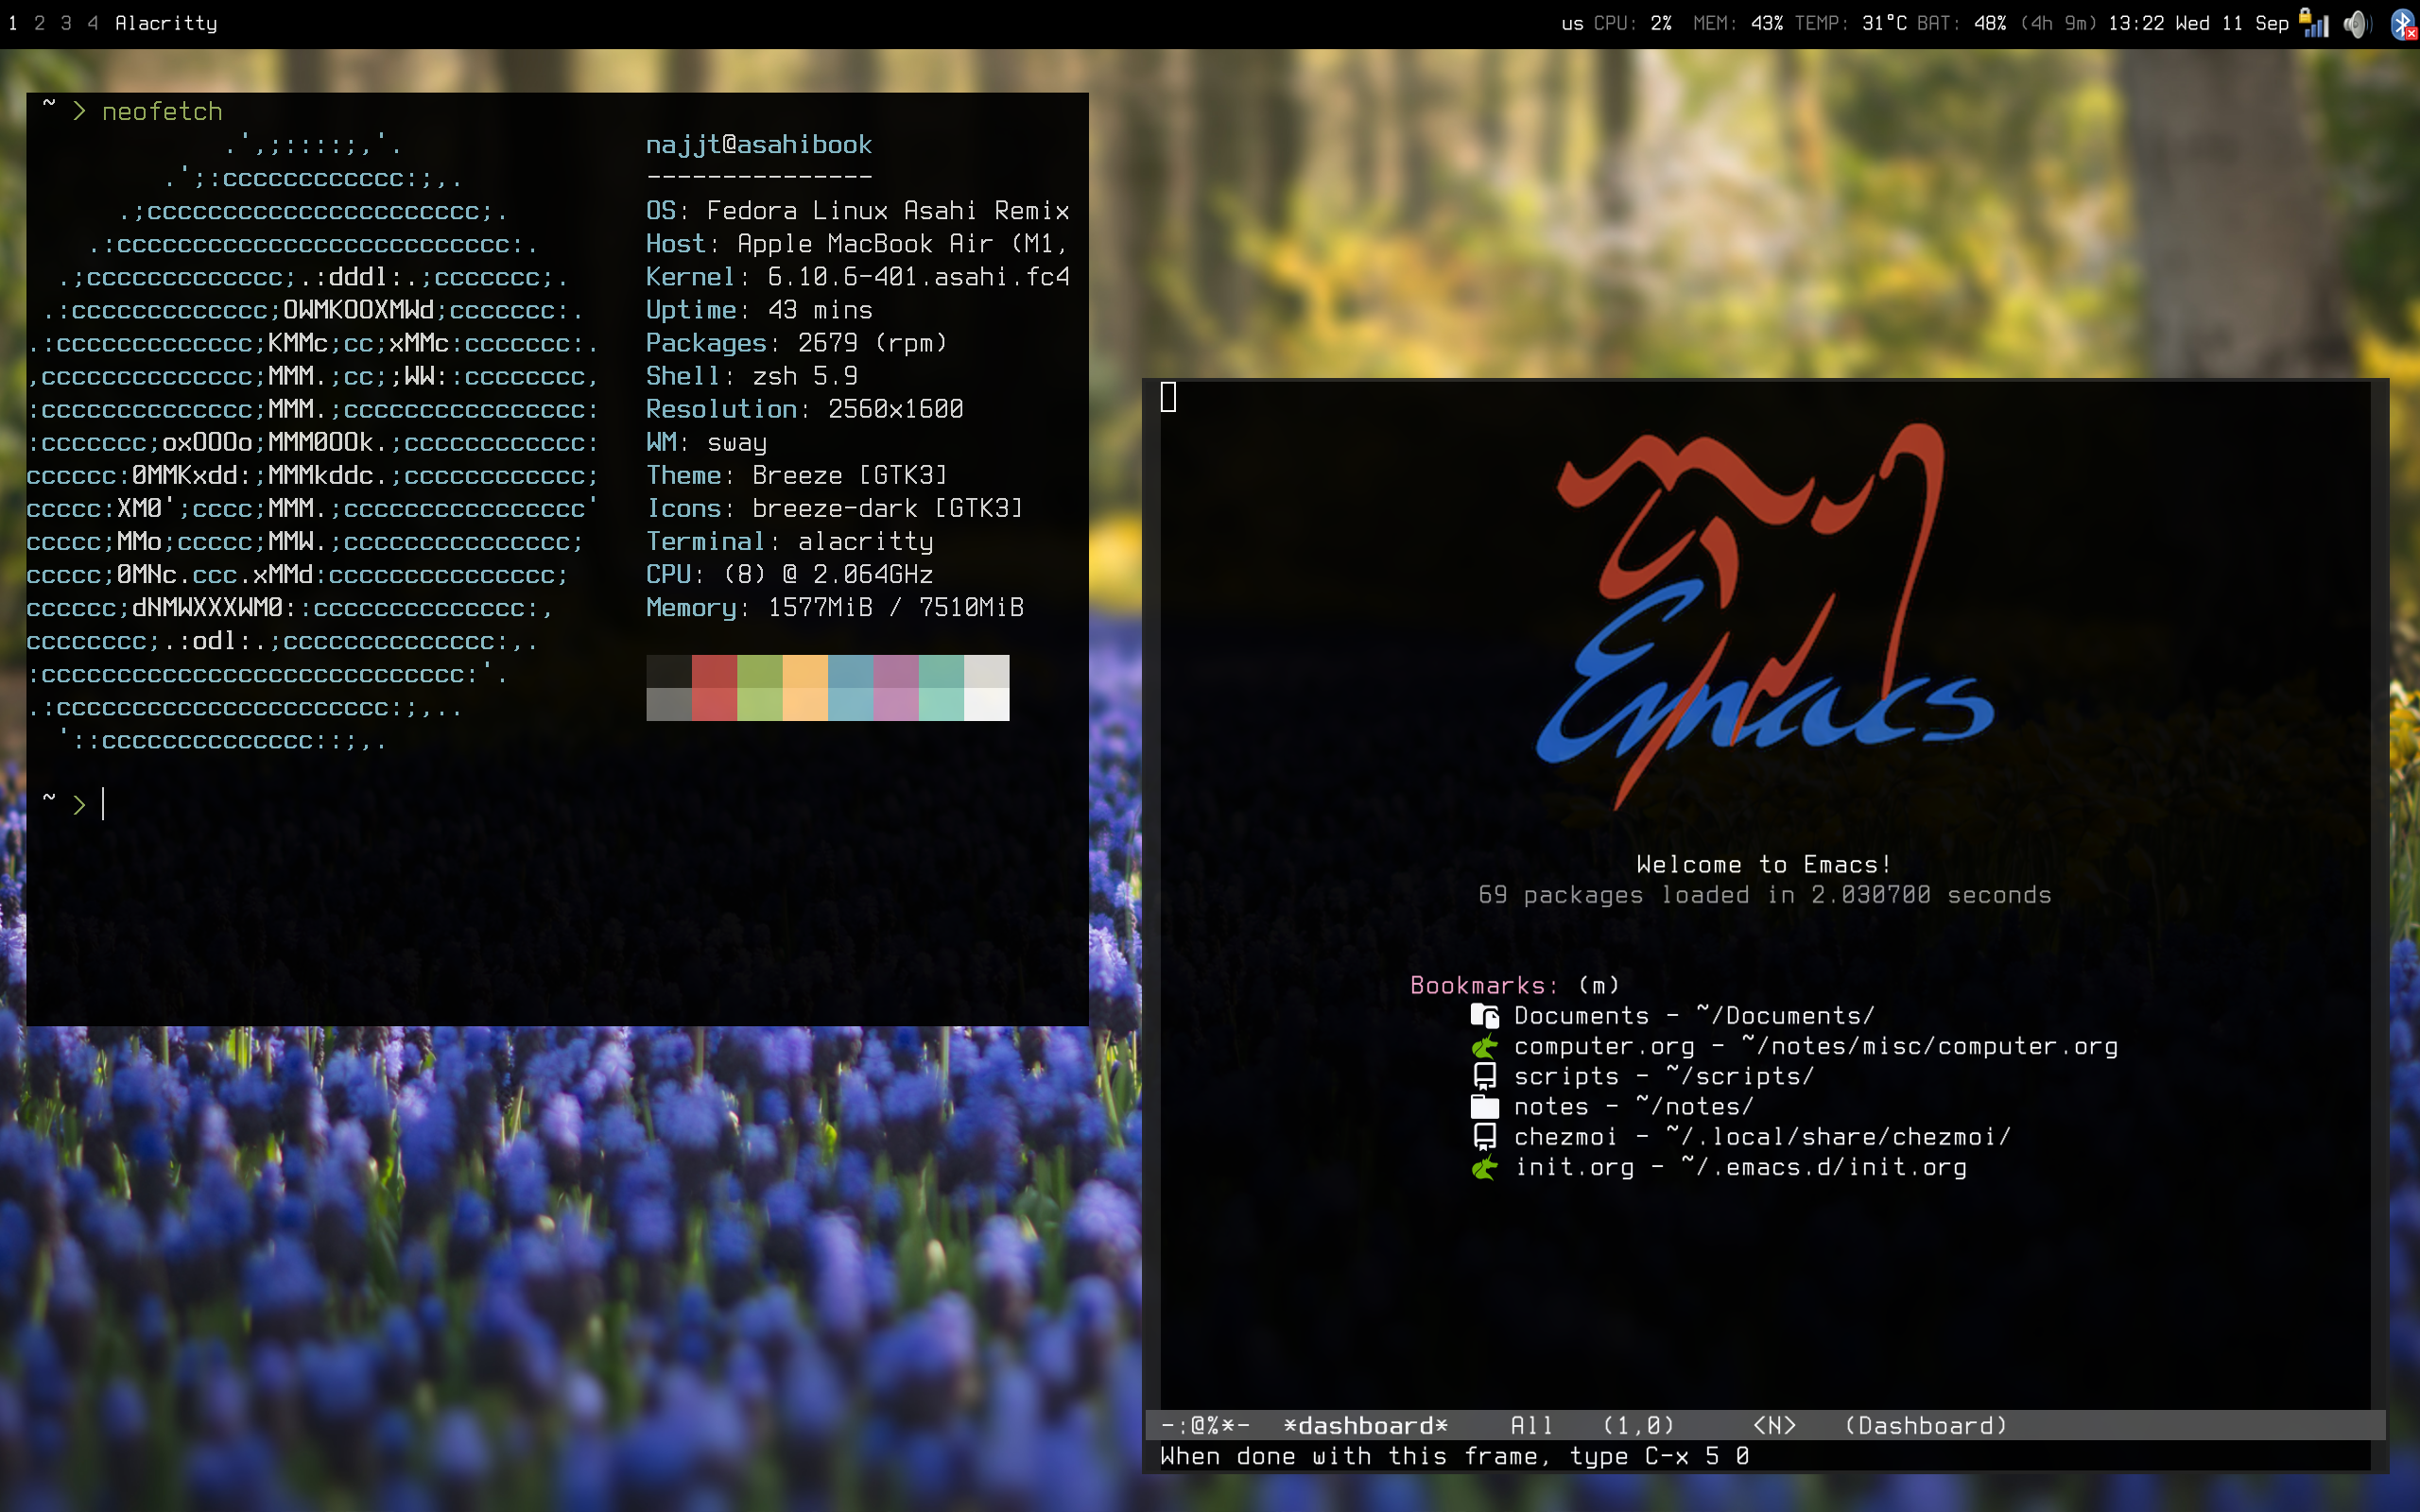 1 2 3 4 Alacritty
us CPU: 2% MEM: 43% TEMP: 31°C BAT: 48% (4h 9m) 13:22 Wed 11 Sep
~ > neofetch
.',;::::;,'.
.';:cccccccccccc:;,.
.;cccccccccccccccccccccc;.
.:cccccccccccccccccccccccccc:.
.;ccccccccccccc;.:dddl:.;ccccccc;.
.:ccccccccccccc;OWMKOOXMWd;ccccccc:.
.:ccccccccccccc;KMMc;cc;xMMc:ccccccc:.
,cccccccccccccc;MMM.;cc;;WW::cccccccc,
:cccccccccccccc;MMM.;cccccccccccccccc:
:ccccccc;oxOOOo;MMM0OOk.;cccccccccccc:
cccccc:0MMKxdd:;MMMkddc.;cccccccccccc;
ccccc:XM0';cccc;MMM.;cccccccccccccccc'
ccccc;MMo;ccccc;MMW.;ccccccccccccccc;
ccccc;0MNc.ccc.xMMd:ccccccccccccccc;
cccccc;dNMWXXXWM0::cccccccccccccc:,
cccccccc;.:odl:.;cccccccccccccc:,.
:cccccccccccccccccccccccccccc:'.
.:cccccccccccccccccccccc:;,..
'::cccccccccccccc::;,.
najjt@asahibook
---------------
OS: Fedora Linux Asahi Remix
Host: Apple MacBook Air (M1,
Kernel: 6.10.6-401.asahi.fc4
Uptime: 43 mins
Packages: 2679 (rpm)
Shell: zsh 5.9
Resolution: 2560x1600
WM: sway
Theme: Breeze [GTK3]
Icons: breeze-dark [GTK3]
Terminal: alacritty
CPU: (8) @ 2.064GHz
Memory: 1577MiB / 7510MiB
~ >
Emacs
Welcome to Emacs!
69 packages loaded in 2.030700 seconds
Bookmarks: (m)
Documents - ~/Documents/
computer.org - ~/notes/misc/computer.org
scripts - ~/scripts/
notes - ~/notes/
chezmoi - ~/.local/share/chezmoi/
init.org - ~/.emacs.d/init.org
-:@%*- *dashboard* All (1,0) <N> (Dashboard)
When done with this frame, type C-x 5 0